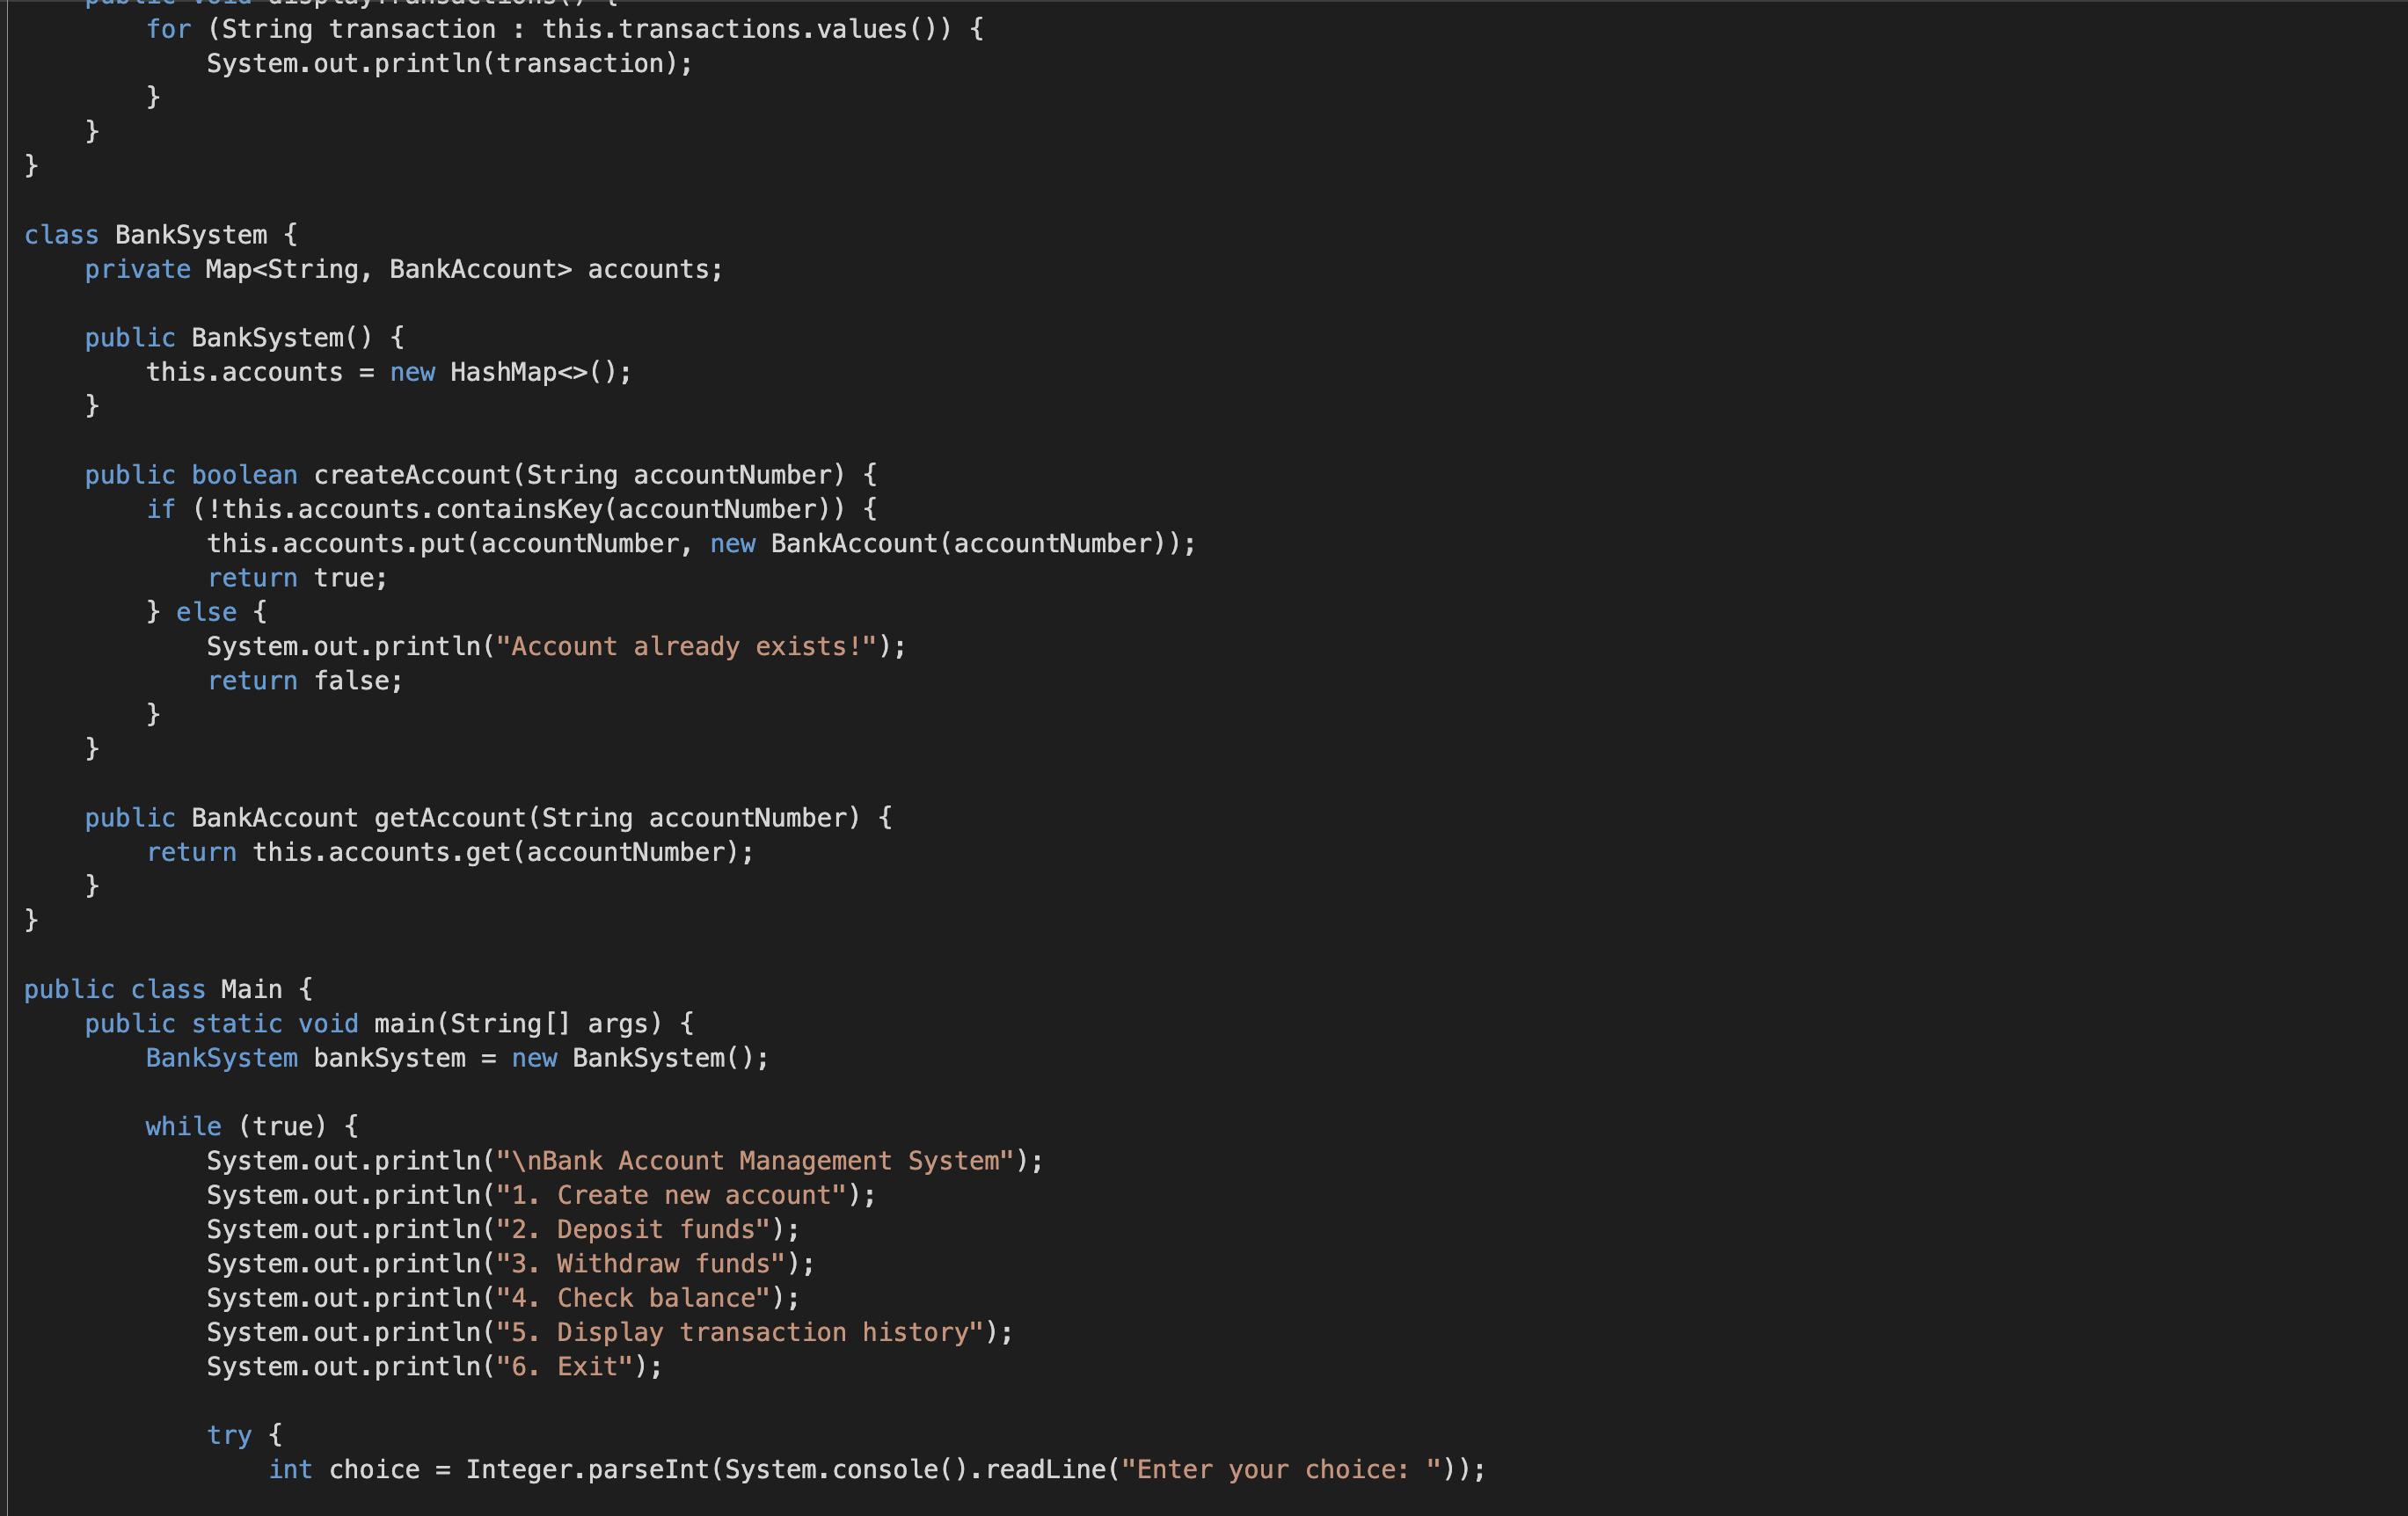 public void displayTransactions() {
        for (String transaction : this.transactions.values()) {
            System.out.println(transaction);
        }
    }
}

class BankSystem {
    private Map<String, BankAccount> accounts;

    public BankSystem() {
        this.accounts = new HashMap<>();
    }

    public boolean createAccount(String accountNumber) {
        if (!this.accounts.containsKey(accountNumber)) {
            this.accounts.put(accountNumber, new BankAccount(accountNumber));
            return true;
        } else {
            System.out.println("Account already exists!");
            return false;
        }
    }

    public BankAccount getAccount(String accountNumber) {
        return this.accounts.get(accountNumber);
    }
}

public class Main {
    public static void main(String[] args) {
        BankSystem bankSystem = new BankSystem();

        while (true) {
            System.out.println("\nBank Account Management System");
            System.out.println("1. Create new account");
            System.out.println("2. Deposit funds");
            System.out.println("3. Withdraw funds");
            System.out.println("4. Check balance");
            System.out.println("5. Display transaction history");
            System.out.println("6. Exit");

            try {
                int choice = Integer.parseInt(System.console().readLine("Enter your choice: "));